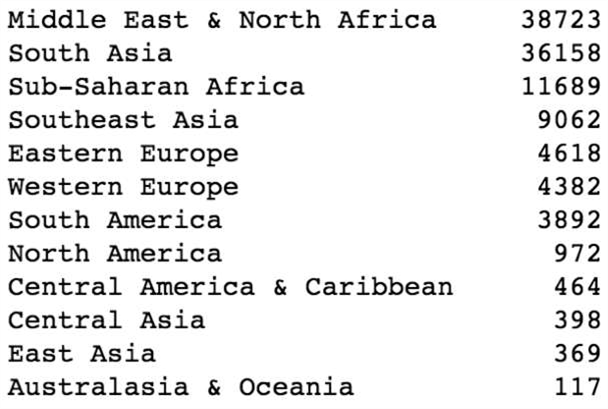 Middle East & North Africa 38723
South Asia 36158
Sub-Saharan Africa 11689
Southeast Asia 9062
Eastern Europe 4618
Western Europe 4382
South America 3892
North America 972
Central America & Caribbean 464
Central Asia 398
East Asia 369
Australasia & Oceania 117